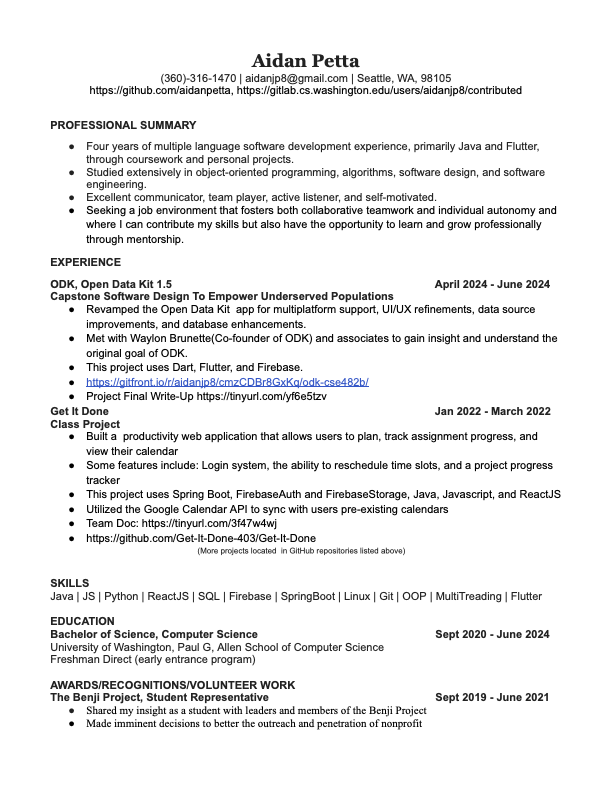 Aidan Petta
(360)-316-1470 | aidanjp8@gmail.com | Seattle, WA, 98105
https://github.com/aidanpetta, https://gitlab.cs.washington.edu/users/aidanjp8/contributed
PROFESSIONAL SUMMARY
● Four years of multiple language software development experience, primarily Java and Flutter,
through coursework and personal projects.
● Studied extensively in object-oriented programming, algorithms, software design, and software
engineering.
● Excellent communicator, team player, active listener, and self-motivated.
● Seeking a job environment that fosters both collaborative teamwork and individual autonomy and
where I can contribute my skills but also have the opportunity to learn and grow professionally
through mentorship.
EXPERIENCE
ODK, Open Data Kit 1.5 April 2024 - June 2024
Capstone Software Design To Empower Underserved Populations
● Revamped the Open Data Kit app for multiplatform support, UI/UX refinements, data source
improvements, and database enhancements.
● Met with Waylon Brunette(Co-founder of ODK) and associates to gain insight and understand the
original goal of ODK.
● This project uses Dart, Flutter, and Firebase.
● https://gitfront.io/r/aidanjp8/cmzCDBr8GxKq/odk-cse482b/
● Project Final Write-Up https://tinyurl.com/yf6e5tzv
Get It Done Jan 2022 - March 2022
Class Project
● Built a productivity web application that allows users to plan, track assignment progress, and
view their calendar
● Some features include: Login system, the ability to reschedule time slots, and a project progress
tracker
● This project uses Spring Boot, FirebaseAuth and FirebaseStorage, Java, Javascript, and ReactJS
● Utilized the Google Calendar API to sync with users pre-existing calendars
● Team Doc: https://tinyurl.com/3f47w4wj
● https://github.com/Get-It-Done-403/Get-It-Done
(More projects located in GitHub repositories listed above)
SKILLS
Java | JS | Python | ReactJS | SQL | Firebase | SpringBoot | Linux | Git | OOP | MultiTreading | Flutter
EDUCATION
Bachelor of Science, Computer Science Sept 2020 - June 2024
University of Washington, Paul G, Allen School of Computer Science
Freshman Direct (early entrance program)
AWARDS/RECOGNITIONS/VOLUNTEER WORK
The Benji Project, Student Representative Sept 2019 - June 2021
● Shared my insight as a student with leaders and members of the Benji Project
● Made imminent decisions to better the outreach and penetration of nonprofit